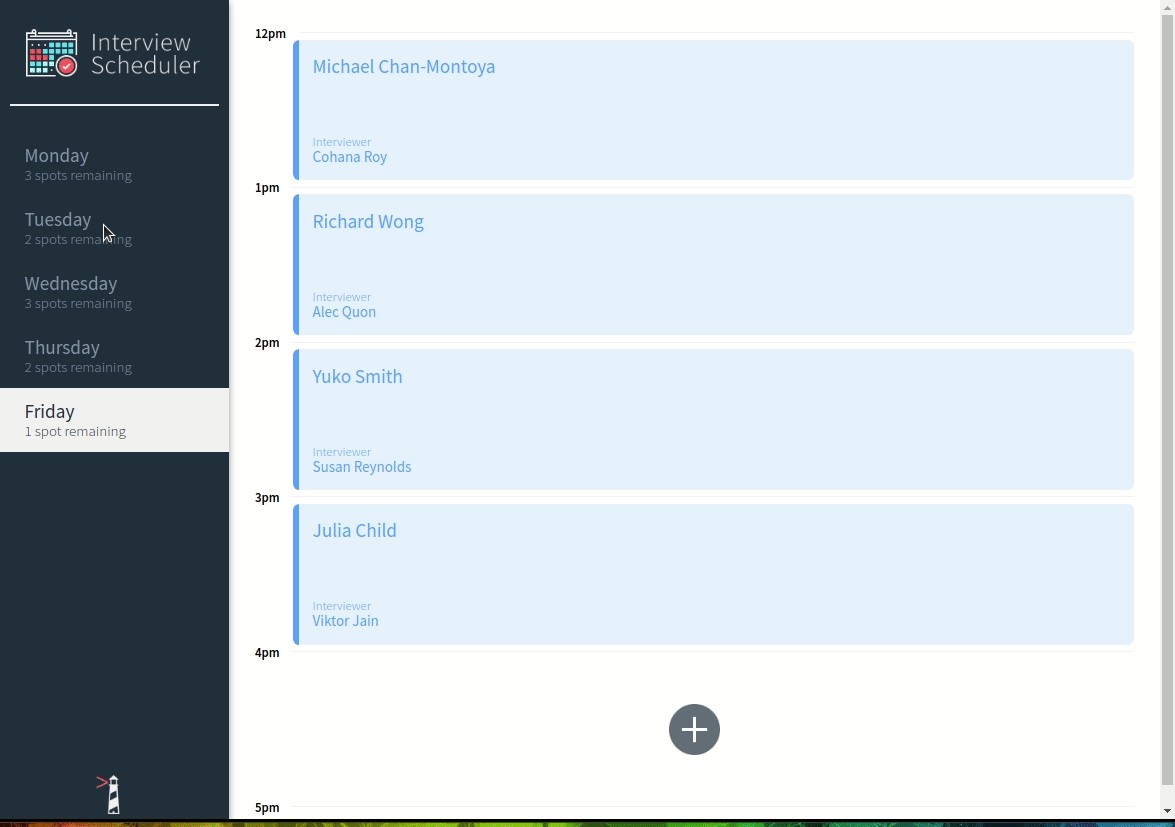 Interview
Scheduler
Monday
3 spots remaining
Tuesday
2 spots remaining
Wednesday
3 spots remaining
Thursday
2 spots remaining
Friday
1 spot remaining
12pm
Michael Chan-Montoya
Interviewer
Cohana Roy
1pm
Richard Wong
Interviewer
Alec Quon
2pm
Yuko Smith
Interviewer
Susan Reynolds
3pm
Julia Child
Interviewer
Viktor Jain
4pm
5pm